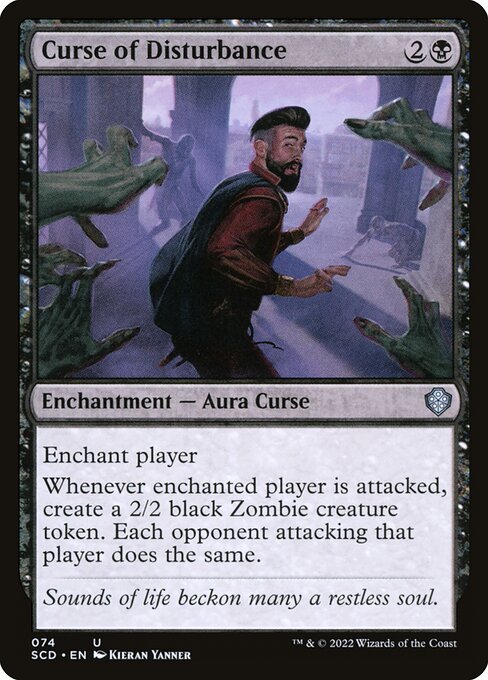 Curse of Disturbance 2
Enchantment — Aura Curse
Enchant player
Whenever enchanted player is attacked,
create a 2/2 black Zombie creature
token. Each opponent attacking that
player does the same.
Sounds of life beckon many a restless soul.
074 U
SCD • EN Kieran Yanner
™ & © 2022 Wizards of the Coast